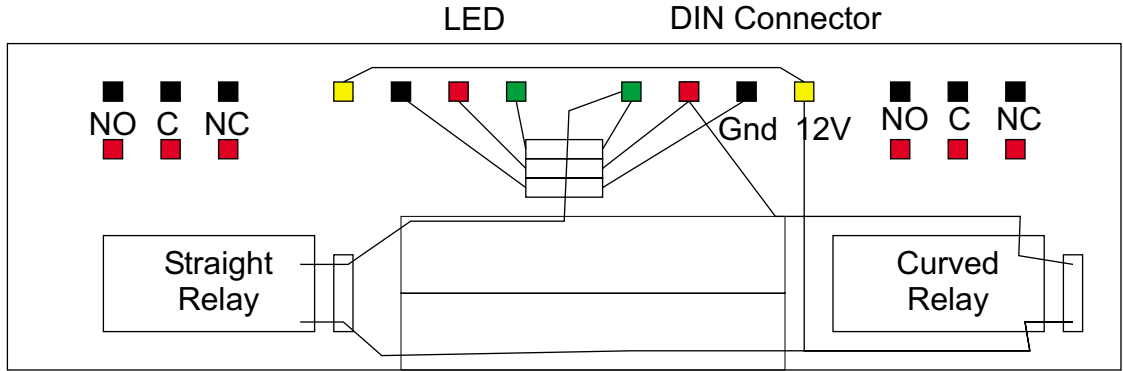 LED DIN Connector
NO C NC Gnd 12V NO C NC
Straight
Relay
Curved
Relay